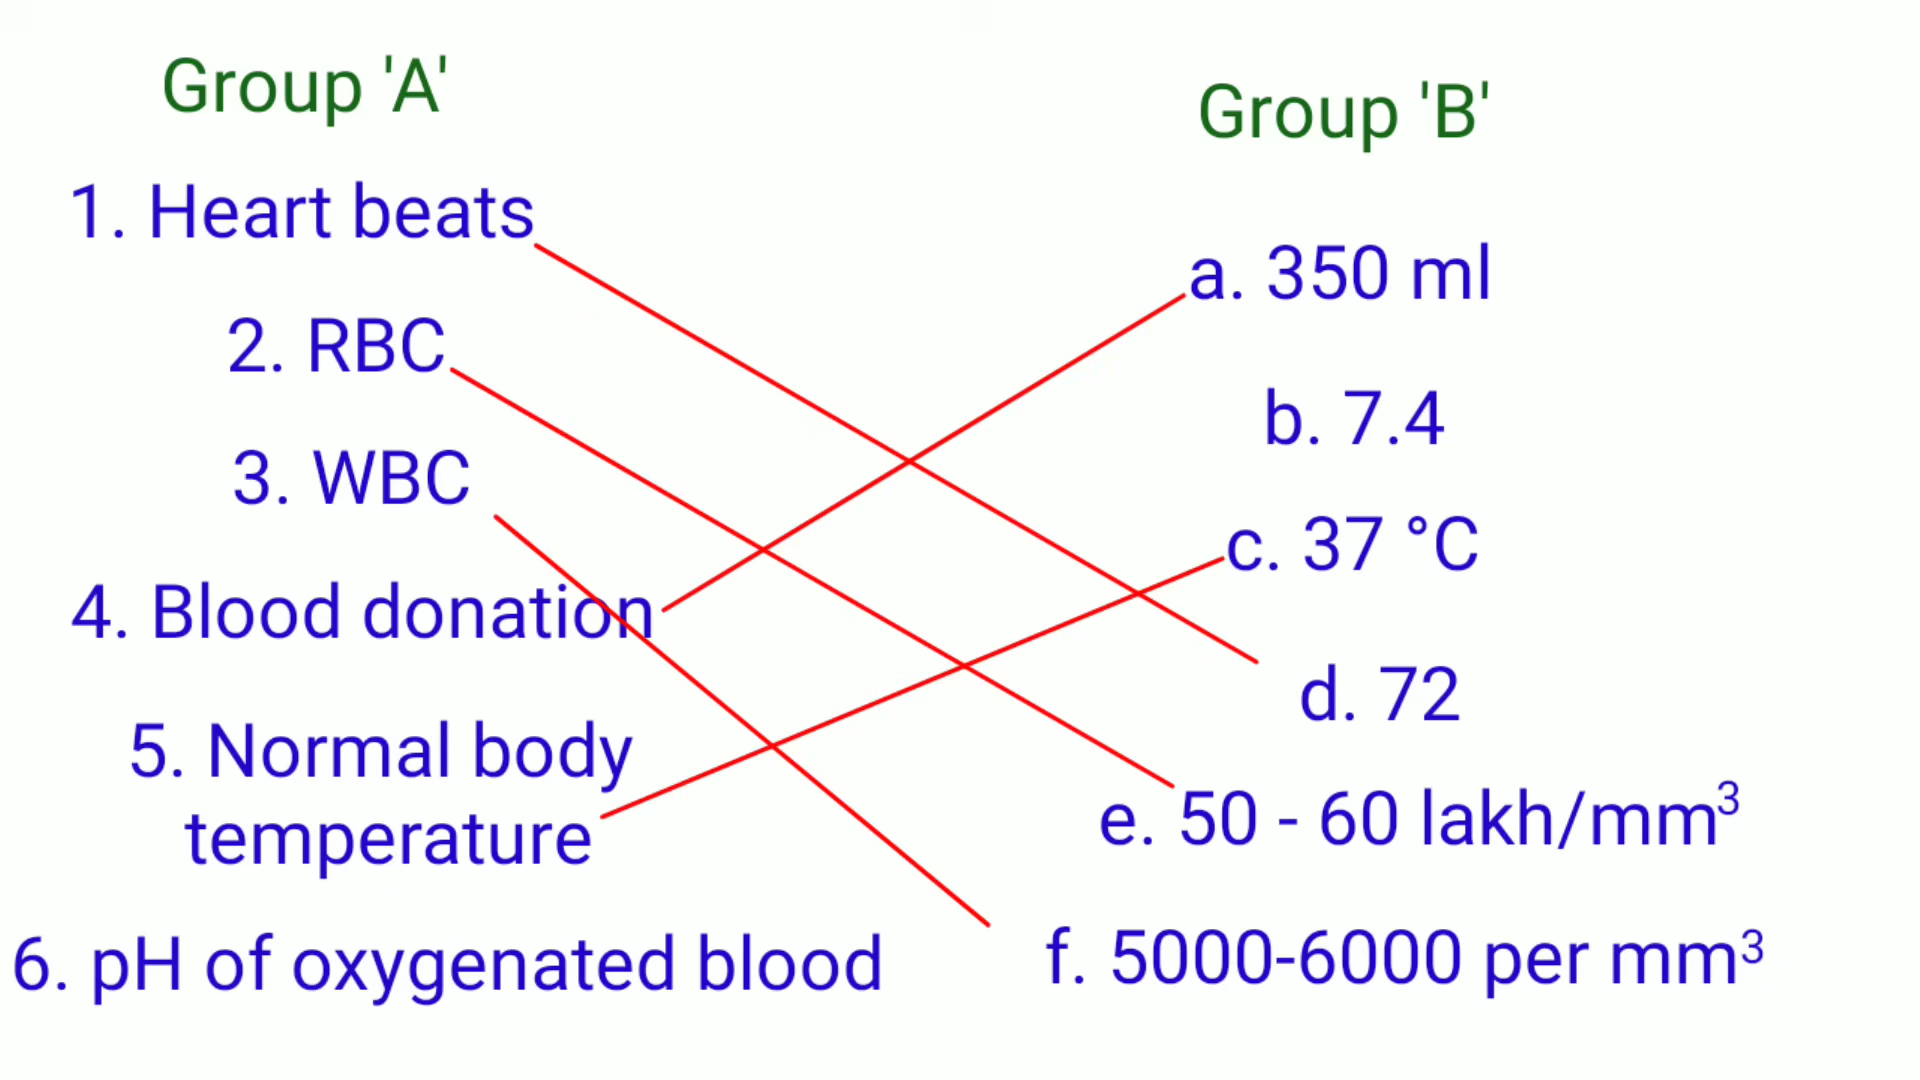 Group 'A'
1. Heart beats
2. RBC
3. WBC
4. Blood donation
5. Normal body
temperature
6. pH of oxygenated blood
Group 'B'
a. 350 ml
b. 7.4
c. 37 °C
d. 72
e. 50 - 60 lakh/mm³
f. 5000-6000 per mm³